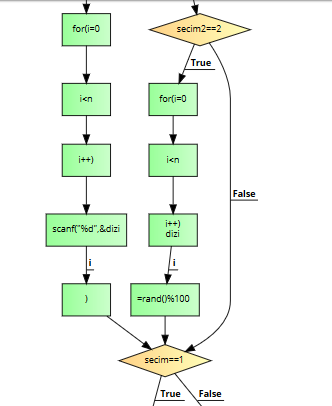 for(i=0
i<n
i++)
scanf("%d",&dizi
i
)
secim2==2
True
for(i=0
i<n
i++)
dizi
i
=rand()%100
False
secim==1
True
False